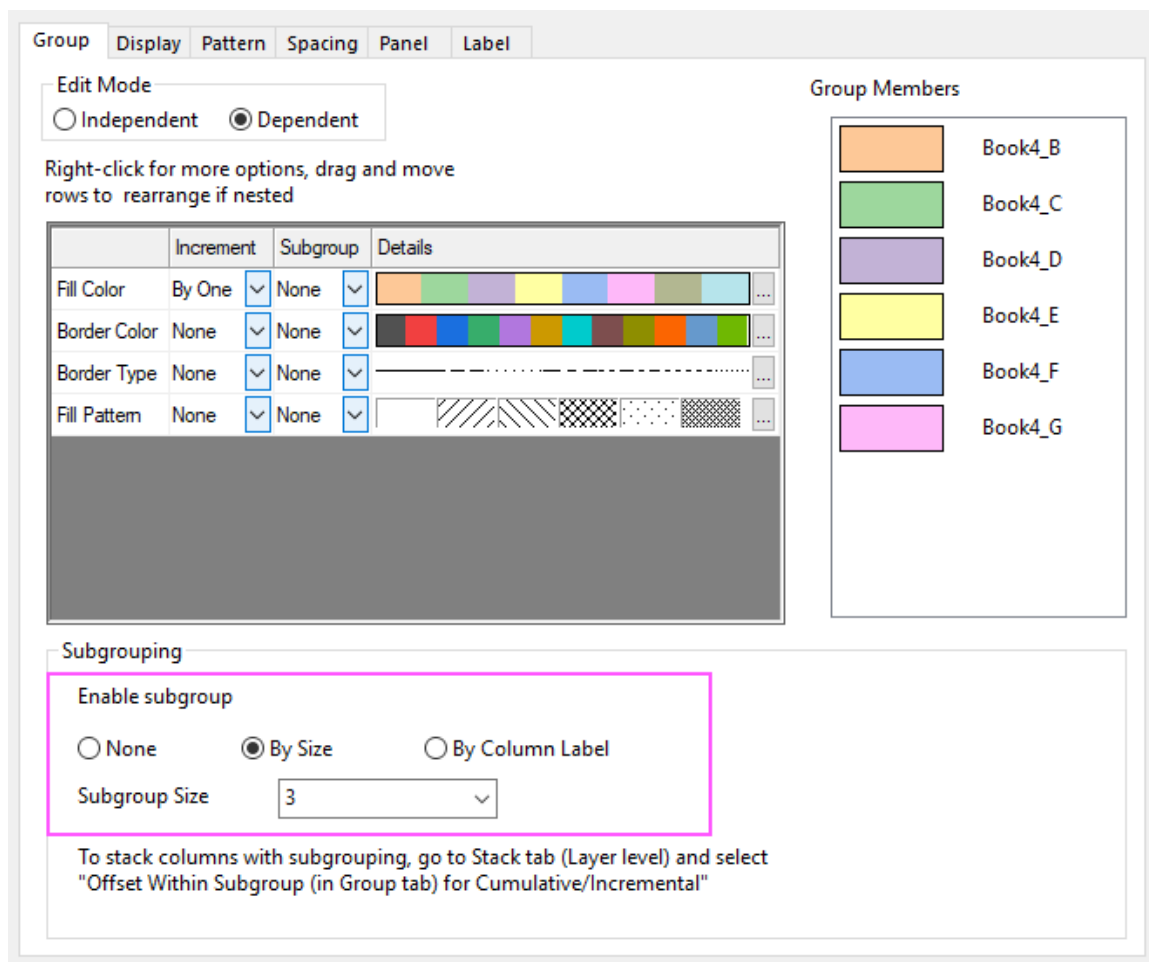 Group Display Pattern Spacing Panel Label
Edit Mode
Independent Dependent
Right-click for more options, drag and move
rows to rearrange if nested
Increment Subgroup Details
Fill Color By One None ...
Border Color None None ...
Border Type None None ...
Fill Pattern None None ...
Group Members
Book4_B
Book4_C
Book4_D
Book4_E
Book4_F
Book4_G
Subgrouping
Enable subgroup
None By Size By Column Label
Subgroup Size 3
To stack columns with subgrouping, go to Stack tab (Layer level) and select
"Offset Within Subgroup (in Group tab) for Cumulative/Incremental"